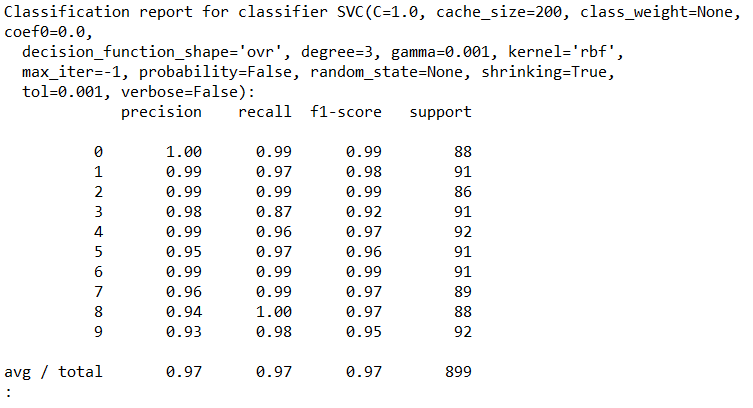 Classification report for classifier SVC(C=1.0, cache_size=200, class_weight=None,
coef0=0.0,
  decision_function_shape='ovr', degree=3, gamma=0.001, kernel='rbf',
  max_iter=-1, probability=False, random_state=None, shrinking=True,
  tol=0.001, verbose=False):
             precision    recall  f1-score   support

          0       1.00      0.99      0.99        88
          1       0.99      0.97      0.98        91
          2       0.99      0.99      0.99        86
          3       0.98      0.87      0.92        91
          4       0.99      0.96      0.97        92
          5       0.95      0.97      0.96        91
          6       0.99      0.99      0.99        91
          7       0.96      0.99      0.97        89
          8       0.94      1.00      0.97        88
          9       0.93      0.98      0.95        92

avg / total       0.97      0.97      0.97       899
: